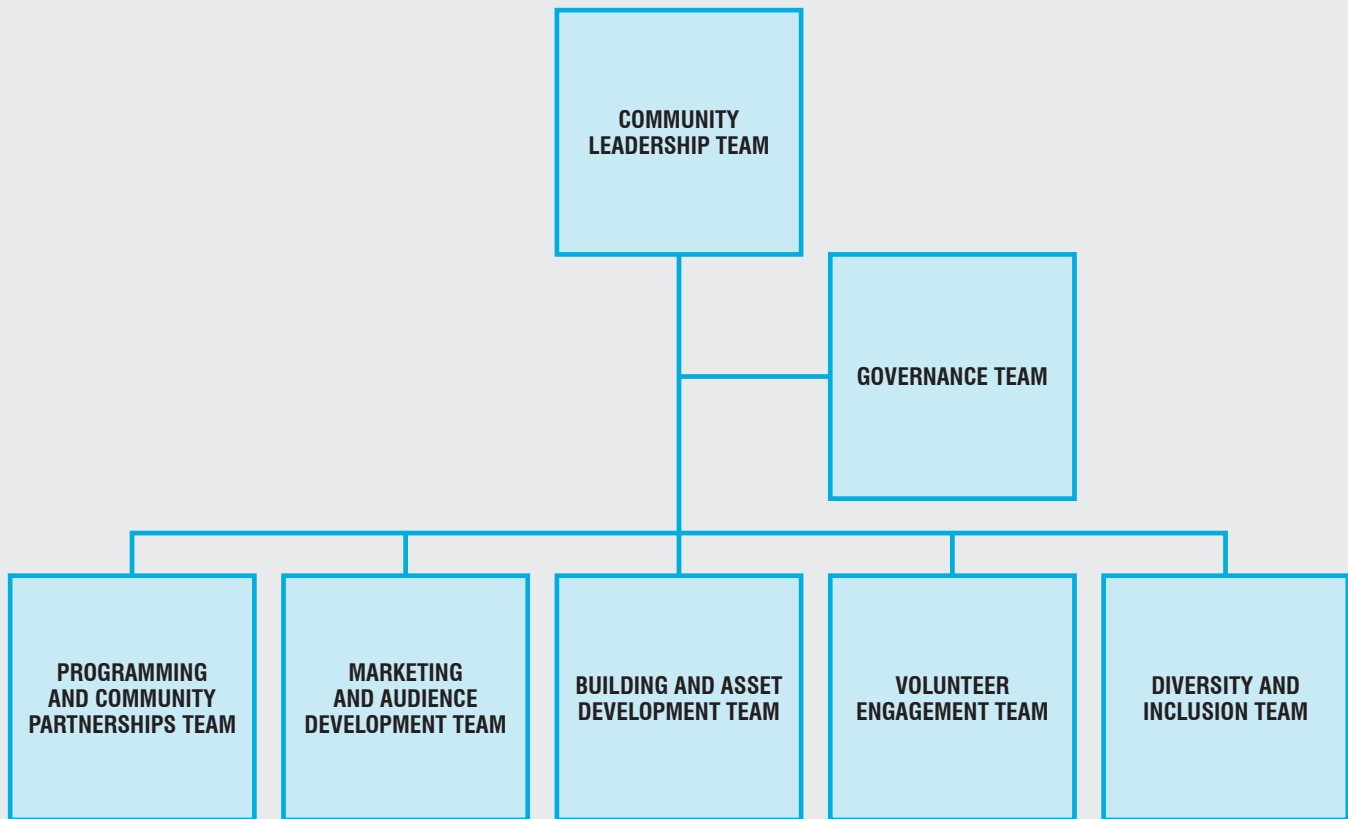 COMMUNITY
LEADERSHIP TEAM
GOVERNANCE TEAM
PROGRAMMING
AND COMMUNITY
PARTNERSHIPS TEAM
MARKETING
AND AUDIENCE
DEVELOPMENT TEAM
BUILDING AND ASSET
DEVELOPMENT TEAM
VOLUNTEER
ENGAGEMENT TEAM
DIVERSITY AND
INCLUSION TEAM